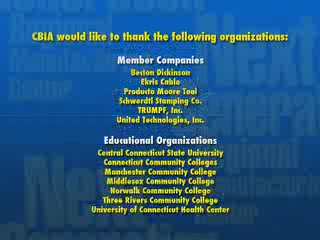 CBIA would like to thank the following organizations:
Member Companies
Becton Dickinson
Ekris Cable
Producto Moore Tool
Schwerdtl Stamping Co.
TRUMPF, Inc.
United Technologies, Inc.
Educational Organizations
Central Connecticut State University
Connecticut Community Colleges
Manchester Community College
Middlesex Community College
Norwalk Community College
Three Rivers Community College
University of Connecticut Health Center